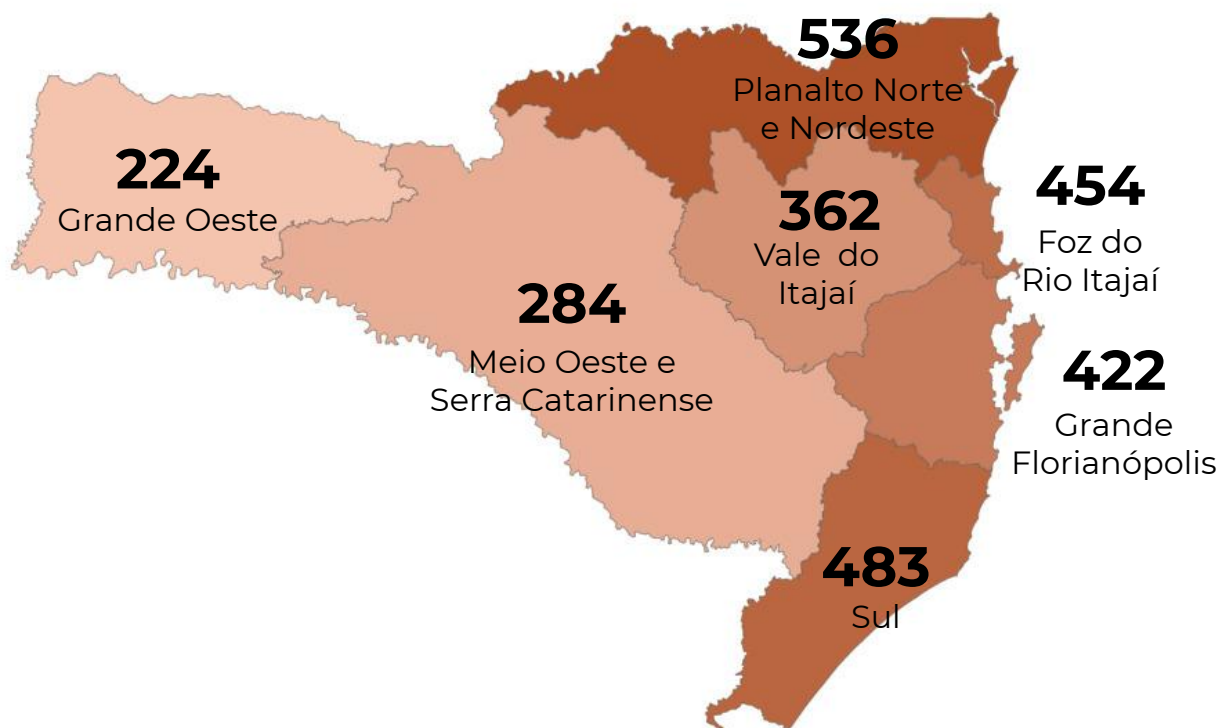 536
Planalto Norte
e Nordeste
224
Grande Oeste
362
Vale do
Itajaí
454
Foz do
Rio Itajaí
284
Meio Oeste e
Serra Catarinense
422
Grande
Florianópolis
483
Sul